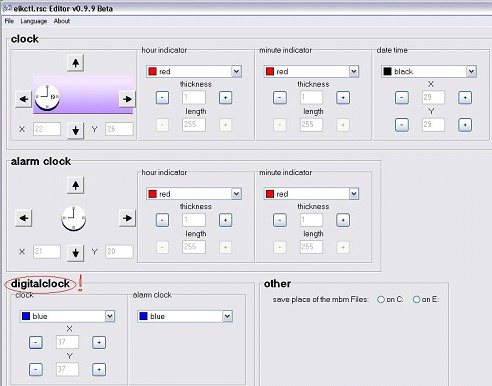 eikctl.rsc Editor v0.9.9 Beta
File Language About
clock
hour indicator
minute indicator
date time
red
red
black
thickness
thickness
X
- 1 +
- 1 +
- 29 +
length
length
Y
X 22 Y 26
- 255 +
- 255 +
- 29 +
alarm clock
hour indicator
minute indicator
red
red
thickness
thickness
- 1 +
- 1 +
length
length
X 21 Y 20
- 255 +
- 255 +
digitalclock !
other
clock
alarm clock
save place of the mbm Files: on C: on E:
blue
blue
X
- 37 +
Y
- 37 +